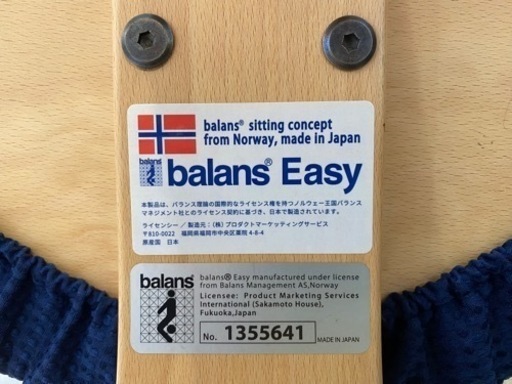 balans® sitting concept
from Norway, made in Japan
balans
balans® Easy
本製品は、バランス理論の国際的なライセンス権を持つノルウェー王国バランス
マネジメント社とのライセンス契約に基づき、日本で製造されています。
ライセンシー／製造元：（株）プロダクトマーケッティングサービス
〒810-0022　福岡県福岡市中央区薬院 4-8-4
原産国　日本
balans®
balans® Easy manufactured under license
from Balans Management AS,Norway
Licensee: Product Marketing Services
International (Sakamoto House),
Fukuoka,Japan
No. 1355641 MADE IN JAPAN